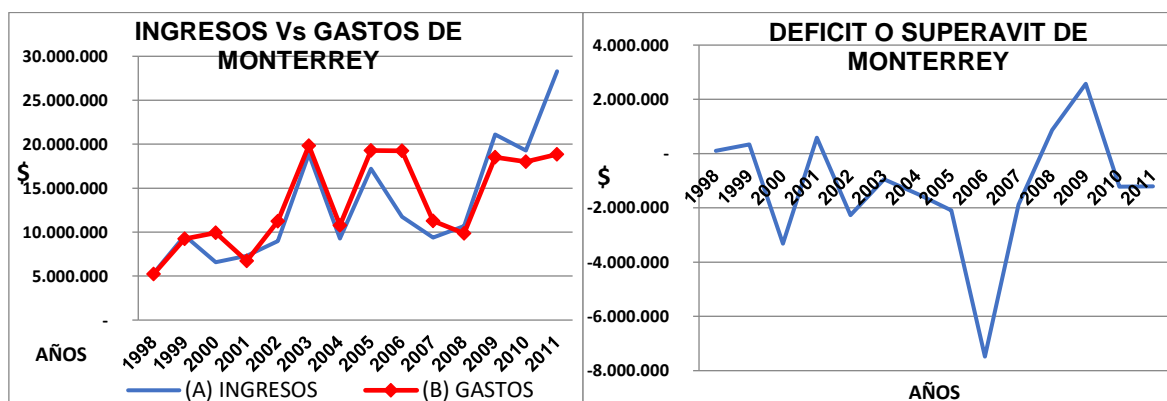 INGRESOS Vs GASTOS DE
MONTERREY
30.000.000
25.000.000
20.000.000
15.000.000
10.000.000
5.000.000
-
$
1998 1999 2000 2001 2002 2003 2004 2005 2006 2007 2008 2009 2010 2011
AÑOS
(A) INGRESOS (B) GASTOS
DEFICIT O SUPERAVIT DE
MONTERREY
4.000.000
2.000.000
-
-2.000.000
-4.000.000
-6.000.000
-8.000.000
$
1998 1999 2000 2001 2002 2003 2004 2005 2006 2007 2008 2009 2010 2011
AÑOS